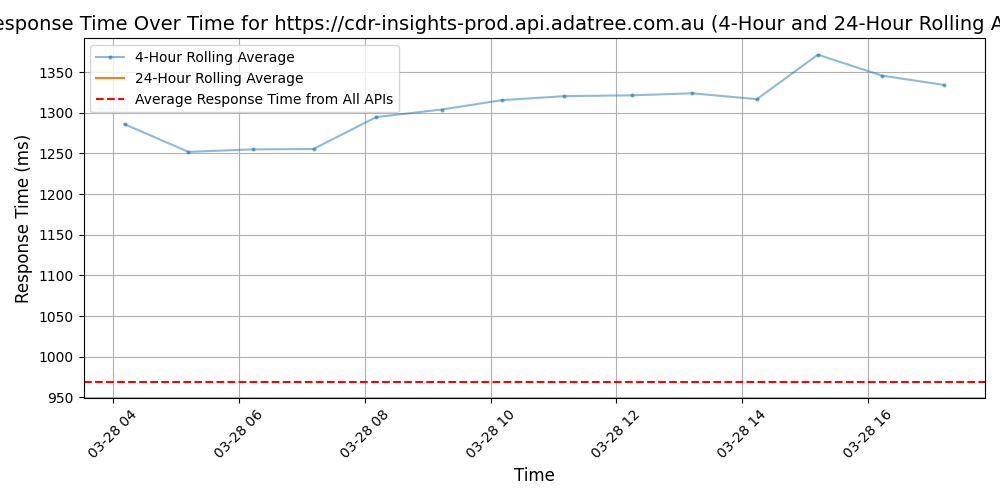 esponse Time Over Time for https://cdr-insights-prod.api.adatree.com.au (4-Hour and 24-Hour Rolling A
4-Hour Rolling Average
24-Hour Rolling Average
Average Response Time from All APIs
Response Time (ms)
1350
1300
1250
1200
1150
1100
1050
1000
950
03-28 04
03-28 06
03-28 08
03-28 10
03-28 12
03-28 14
03-28 16
Time